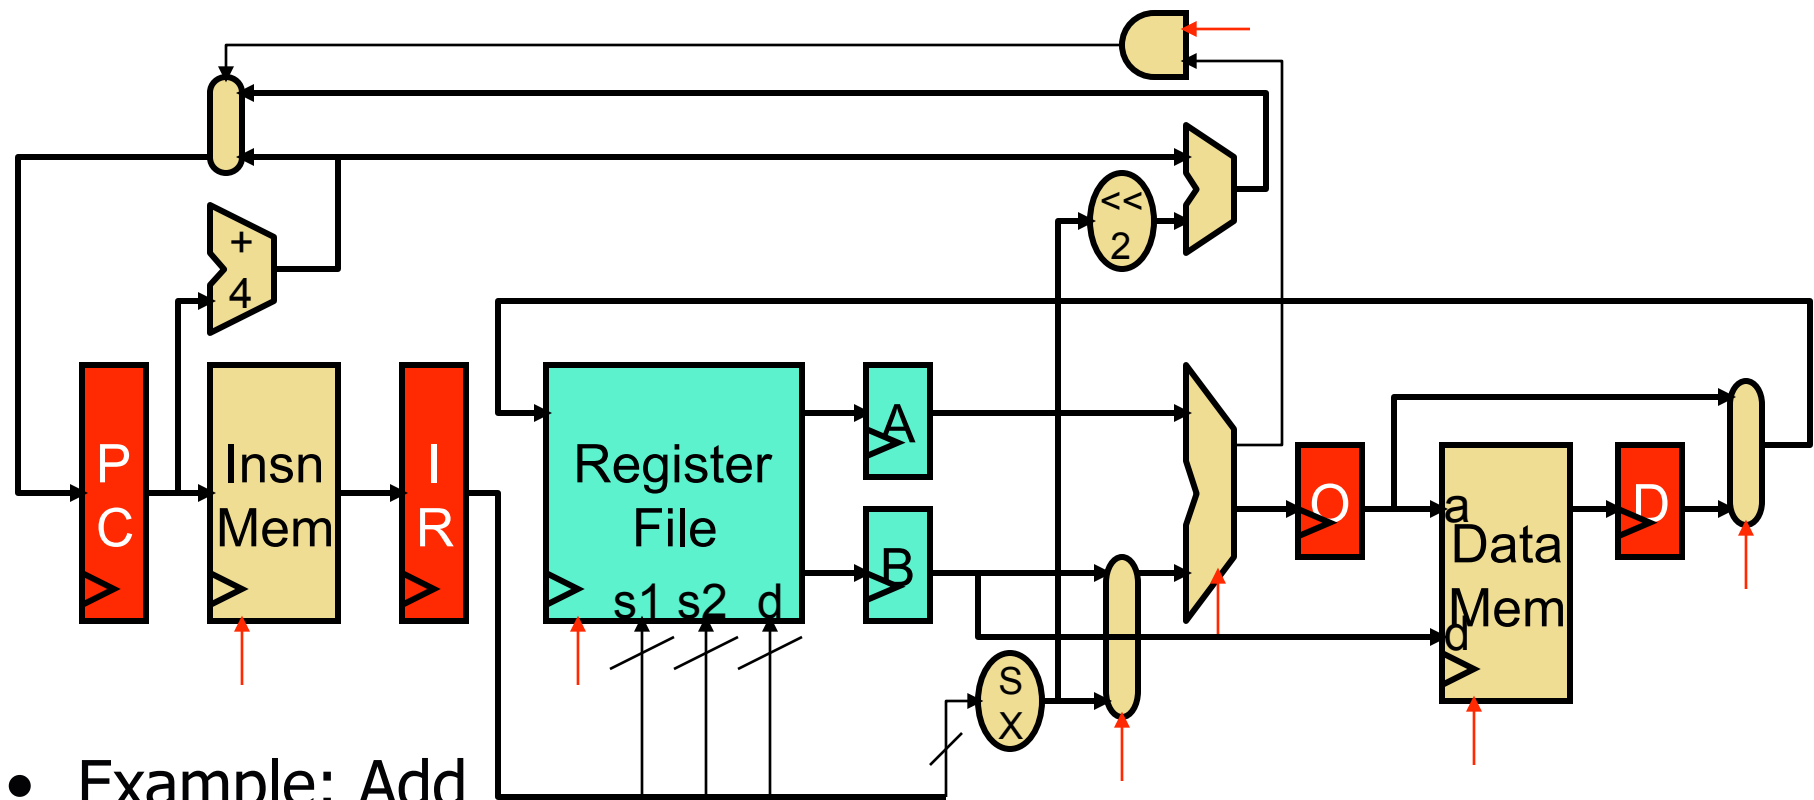 <<
2
+
4
P
C
Insn
Mem
I
R
Register
File
s1 s2 d
A
B
S
X
O
a
Data
Mem
d
D
• Example: Add